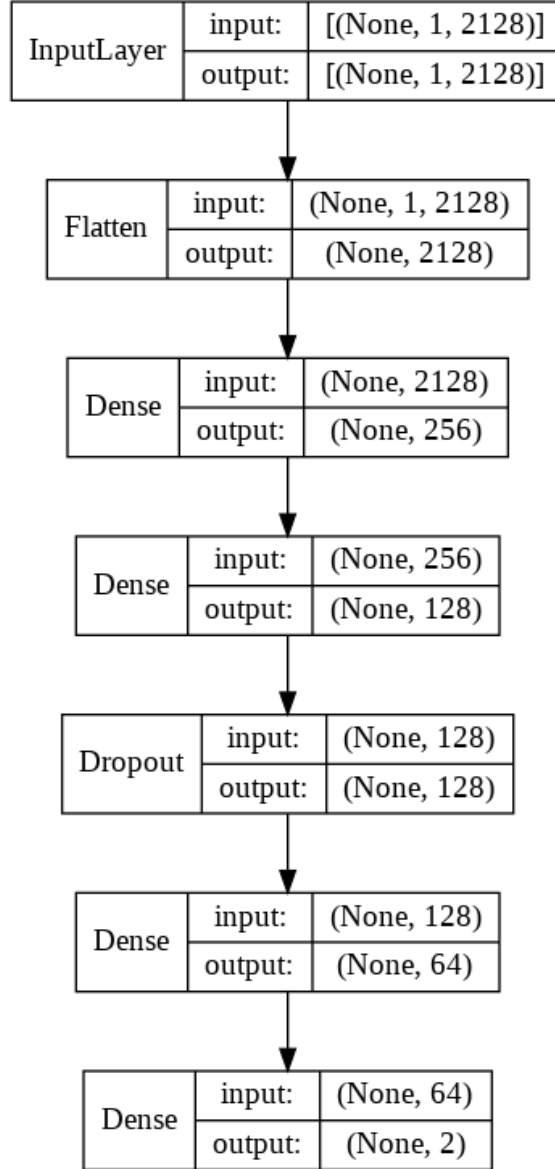 InputLayer input: [(None, 1, 2128)]
output: [(None, 1, 2128)]
Flatten input: (None, 1, 2128)
output: (None, 2128)
Dense input: (None, 2128)
output: (None, 256)
Dense input: (None, 256)
output: (None, 128)
Dropout input: (None, 128)
output: (None, 128)
Dense input: (None, 128)
output: (None, 64)
Dense input: (None, 64)
output: (None, 2)